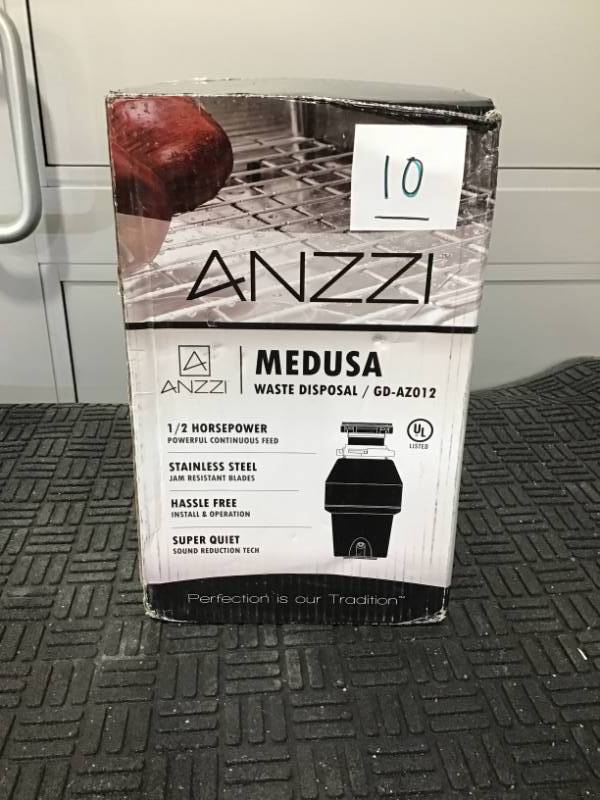 10
ANZZI
ANZZI
MEDUSA
WASTE DISPOSAL / GD-AZ012
1/2 HORSEPOWER
POWERFUL CONTINUOUS FEED
STAINLESS STEEL
JAM RESISTANT BLADES
HASSLE FREE
INSTALL & OPERATION
SUPER QUIET
SOUND REDUCTION TECH
UL
LISTED
Perfection is our Tradition™